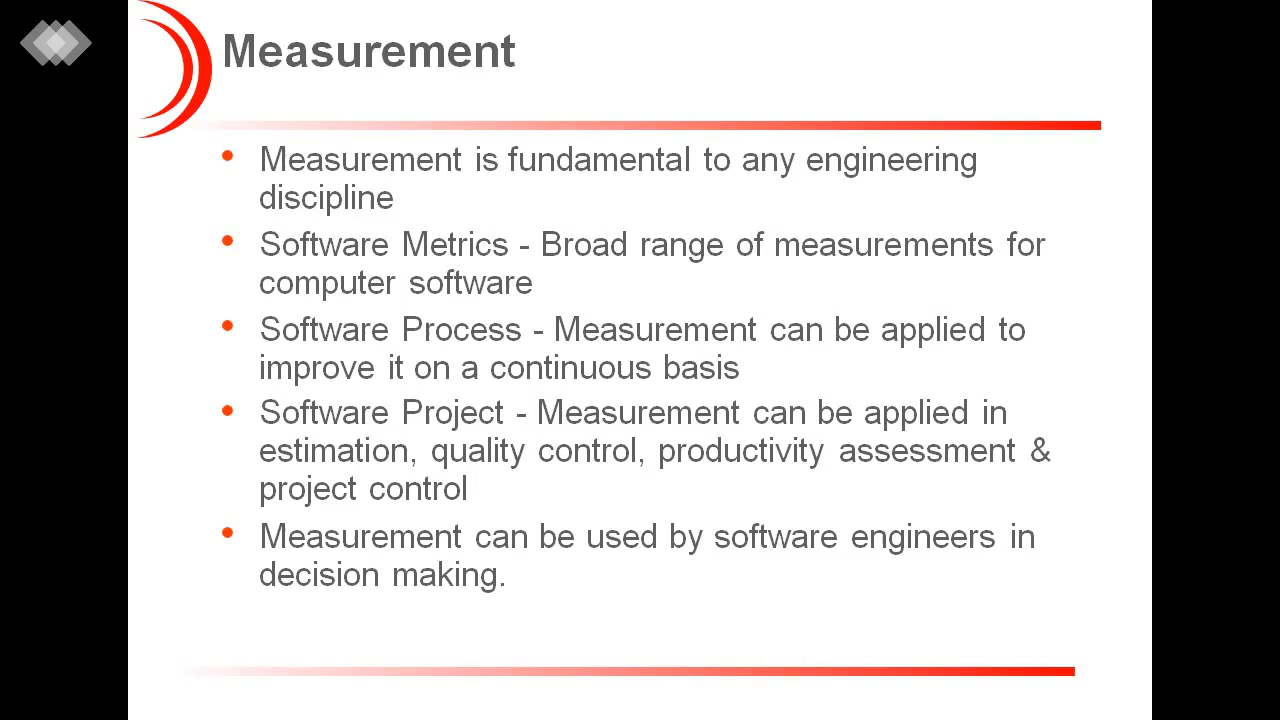 Measurement
• Measurement is fundamental to any engineering
discipline
• Software Metrics - Broad range of measurements for
computer software
• Software Process - Measurement can be applied to
improve it on a continuous basis
• Software Project - Measurement can be applied in
estimation, quality control, productivity assessment &
project control
• Measurement can be used by software engineers in
decision making.